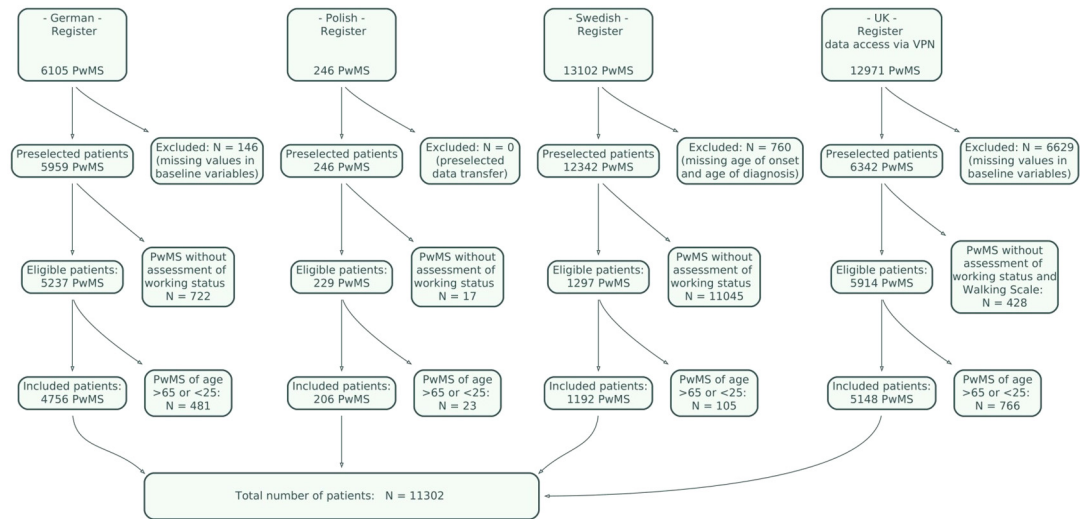 - German -
Register
6105 PwMS
- Polish -
Register
246 PwMS
- Swedish -
Register
13102 PwMS
- UK -
Register
data access via VPN
12971 PwMS
Preselected patients
5959 PwMS
Excluded: N = 146
(missing values in
baseline variables)
Preselected patients
246 PwMS
Excluded: N = 0
(preselected
data transfer)
Preselected patients
12342 PwMS
Excluded: N = 760
(missing age of onset
and age of diagnosis)
Preselected patients
6342 PwMS
Excluded: N = 6629
(missing values in
baseline variables)
Eligible patients:
5237 PwMS
PwMS without
assessment of
working status
N = 722
Eligible patients:
229 PwMS
PwMS without
assessment of
working status
N = 17
Eligible patients:
1297 PwMS
PwMS without
assessment of
working status
N = 11045
Eligible patients:
5914 PwMS
PwMS without
assessment of
working status and
Walking Scale:
N = 428
Included patients:
4756 PwMS
PwMS of age
>65 or <25:
N = 481
Included patients:
206 PwMS
PwMS of age
>65 or <25:
N = 23
Included patients:
1192 PwMS
PwMS of age
>65 or <25:
N = 105
Included patients:
5148 PwMS
PwMS of age
>65 or <25:
N = 766
Total number of patients: N = 11302